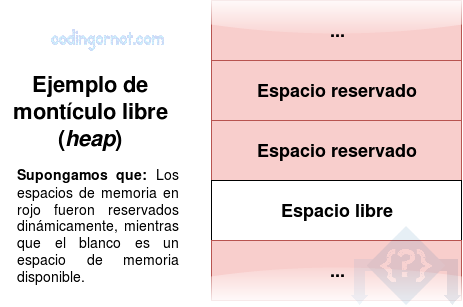 codingornot.com
Ejemplo de
montículo libre
(heap)
Supongamos que: Los
espacios de memoria en
rojo fueron reservados
dinámicamente, mientras
que el blanco es un
espacio de memoria
disponible.
...
Espacio reservado
Espacio reservado
Espacio libre
...
{?}